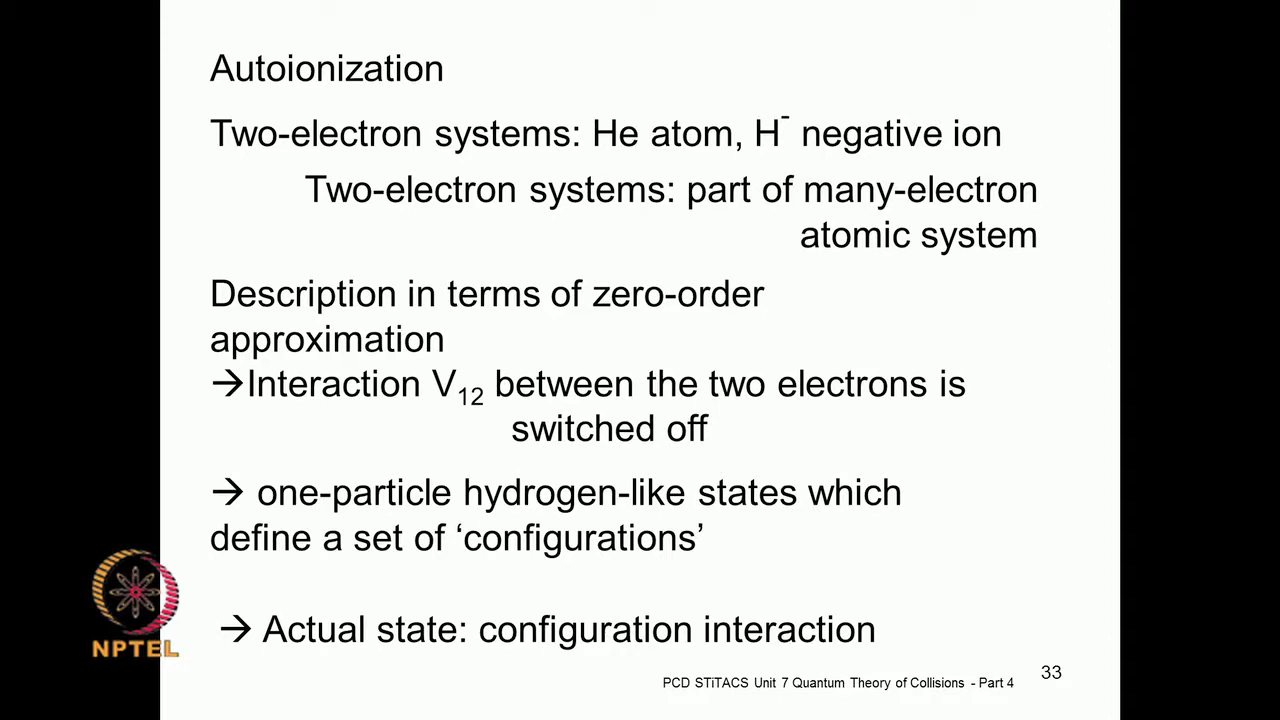 Autoionization
Two-electron systems: He atom, H- negative ion
Two-electron systems: part of many-electron
atomic system
Description in terms of zero-order
approximation
→Interaction V12 between the two electrons is
switched off
→ one-particle hydrogen-like states which
define a set of ‘configurations’
→ Actual state: configuration interaction
NPTEL
PCD STiTACS Unit 7 Quantum Theory of Collisions - Part 4
33